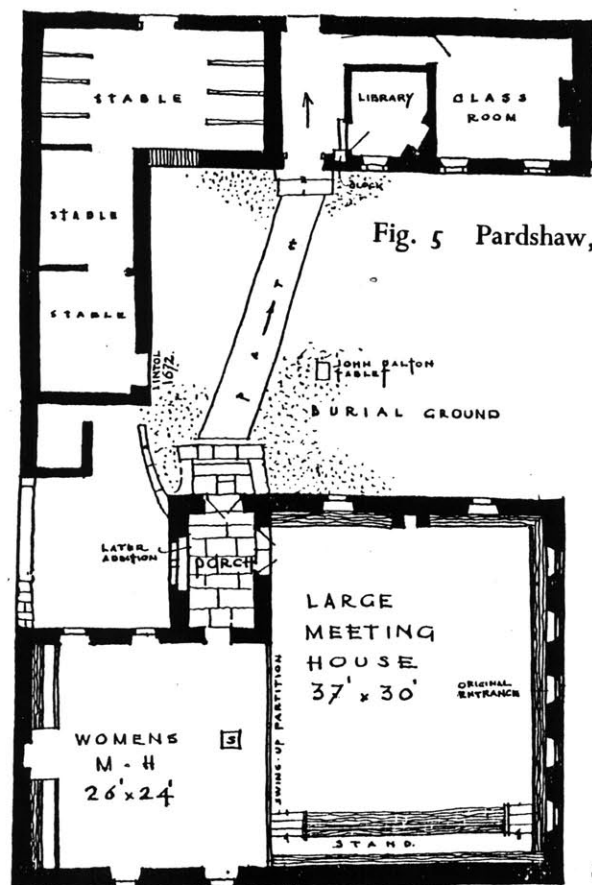 STABLE
LIBRARY
CLASS
ROOM
BLOCK
Fig. 5 Pardshaw,
STABLE
STABLE
LINTOL
1672.
path
JOHN DALTON
TABLET
BURIAL GROUND
LATER
ADDITION
PORCH
LARGE
MEETING
HOUSE
37' x 30'
ORIGINAL
ENTRANCE
SWING-UP PARTITION
WOMENS
M-H
26' x 24'
S
STAND.